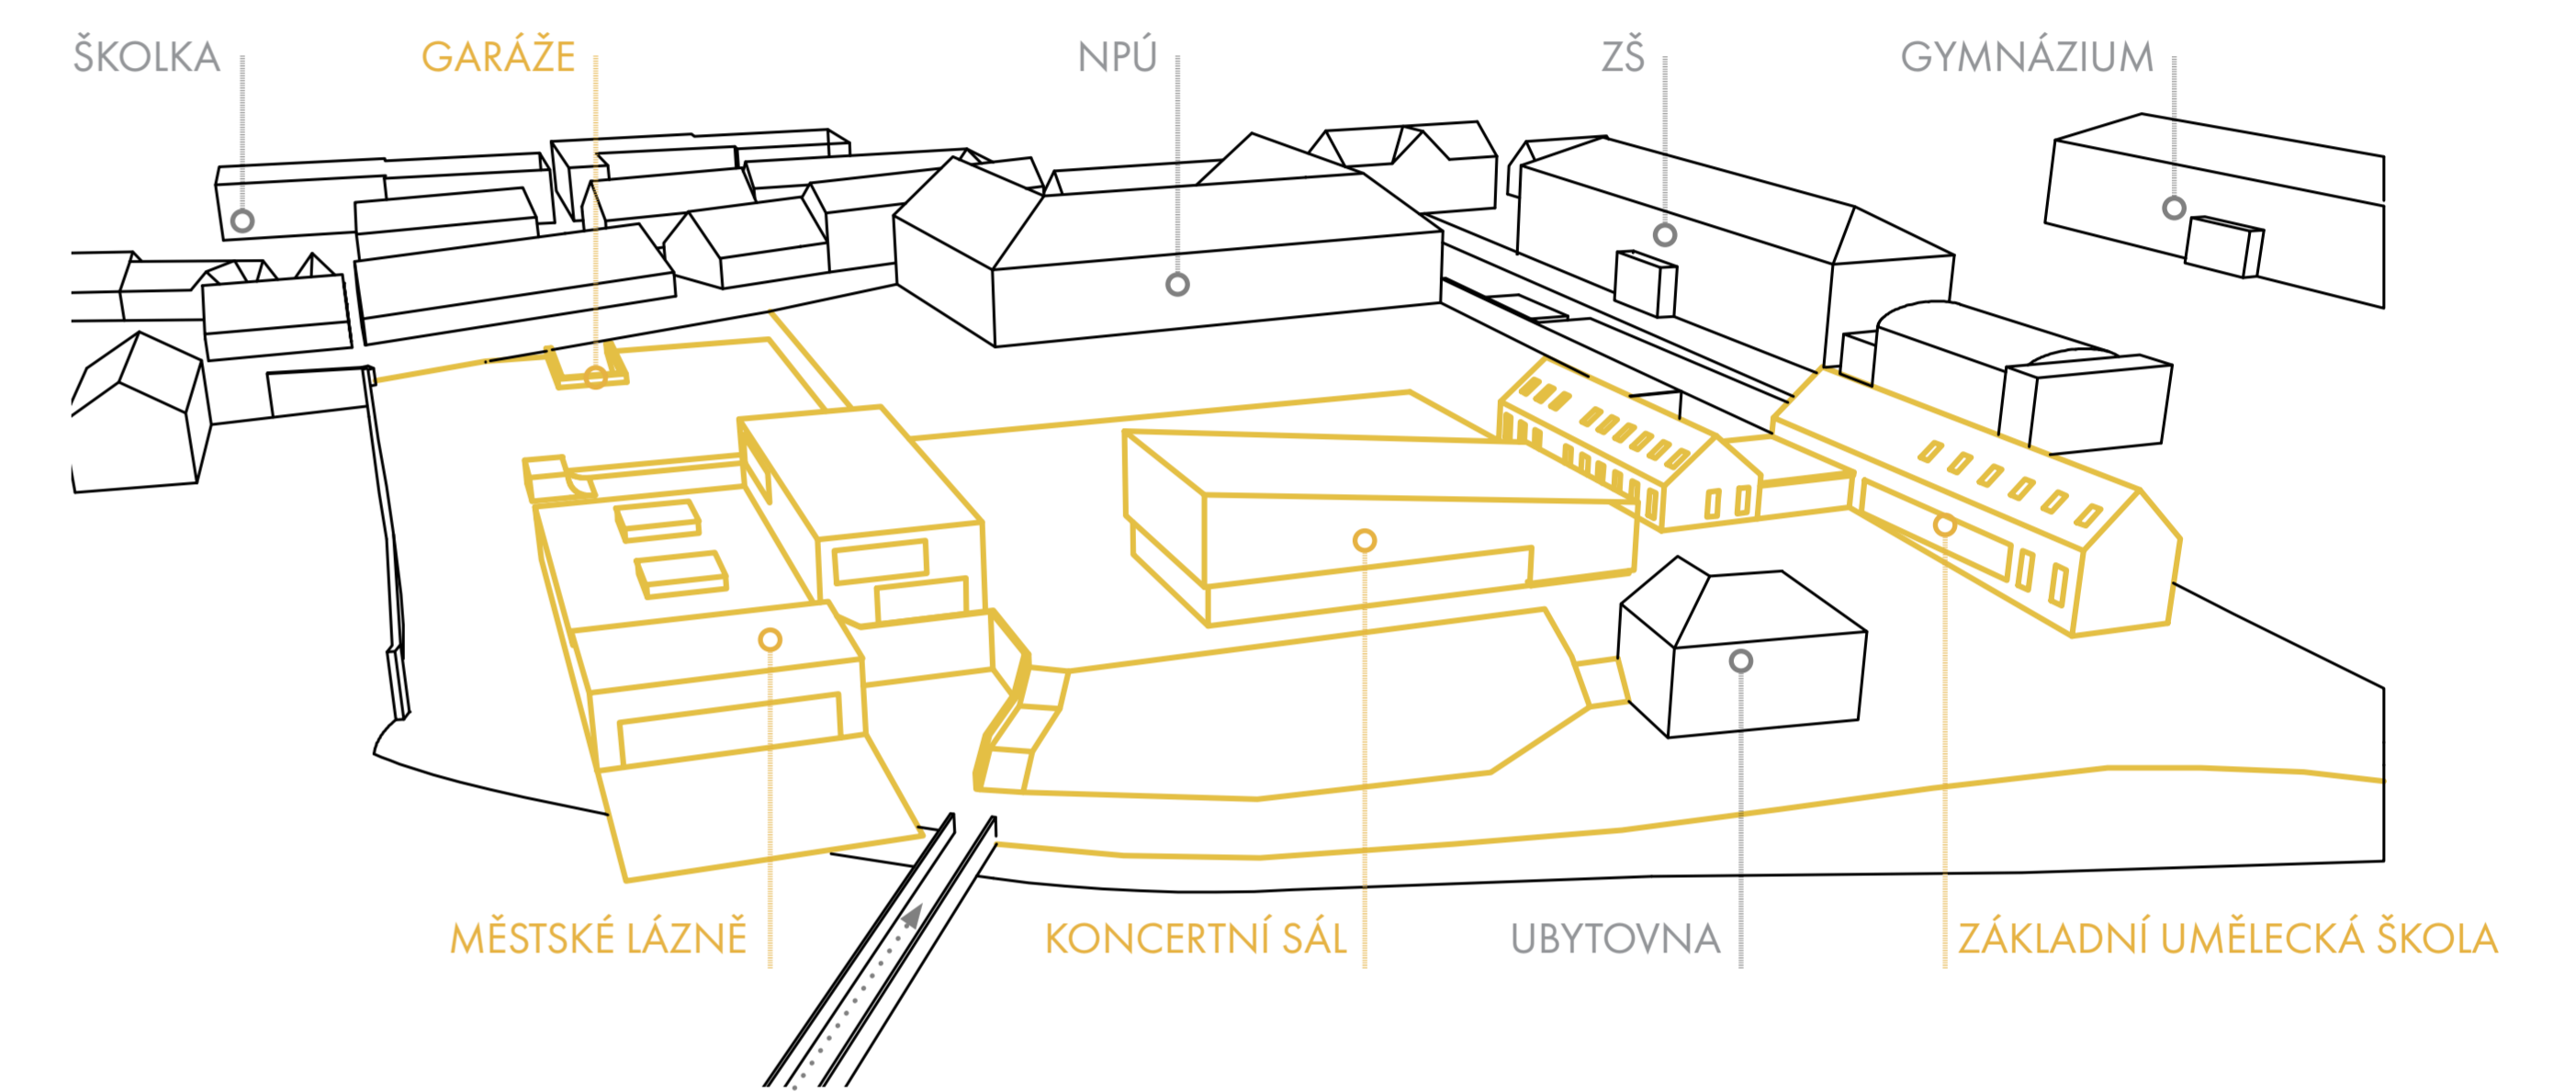 ŠKOLKA
GARÁŽE
NPÚ
ZŠ
GYMNÁZIUM
MĚSTSKÉ LÁZNĚ
KONCERTNÍ SÁL
UBYTOVNA
ZÁKLADNÍ UMĚLECKÁ ŠKOLA